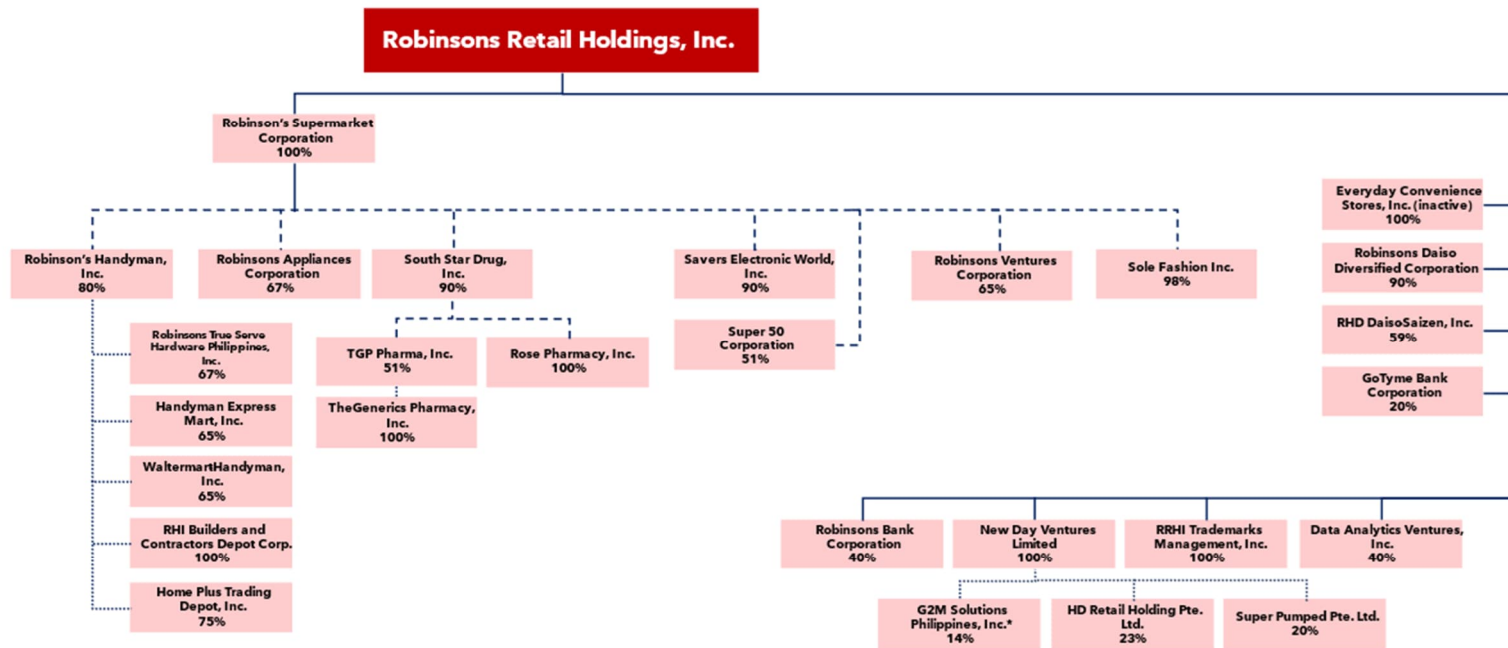 Robinsons Retail Holdings, Inc.
Robinson's Supermarket
Corporation
100%
Everyday Convenience
Stores, Inc. (inactive)
100%
Robinson's Handyman,
Inc.
80%
Robinsons Appliances
Corporation
67%
South Star Drug,
Inc.
90%
Savers Electronic World,
Inc.
90%
Robinsons Ventures
Corporation
65%
Sole Fashion Inc.
98%
Robinsons Daiso
Diversified Corporation
90%
Robinsons True Serve
Hardware Philippines,
Inc.
67%
TGP Pharma, Inc.
51%
Rose Pharmacy, Inc.
100%
Super 50
Corporation
51%
RHD DaisoSaizen, Inc.
59%
Handyman Express
Mart, Inc.
65%
TheGenerics Pharmacy,
Inc.
100%
GoTyme Bank
Corporation
20%
WaltermartHandyman,
Inc.
65%
RHI Builders and
Contractors Depot Corp.
100%
Home Plus Trading
Depot, Inc.
75%
Robinsons Bank
Corporation
40%
New Day Ventures
Limited
100%
RRHI Trademarks
Management, Inc.
100%
Data Analytics Ventures,
Inc.
40%
G2M Solutions
Philippines, Inc.*
14%
HD Retail Holding Pte.
Ltd.
23%
Super Pumped Pte. Ltd.
20%